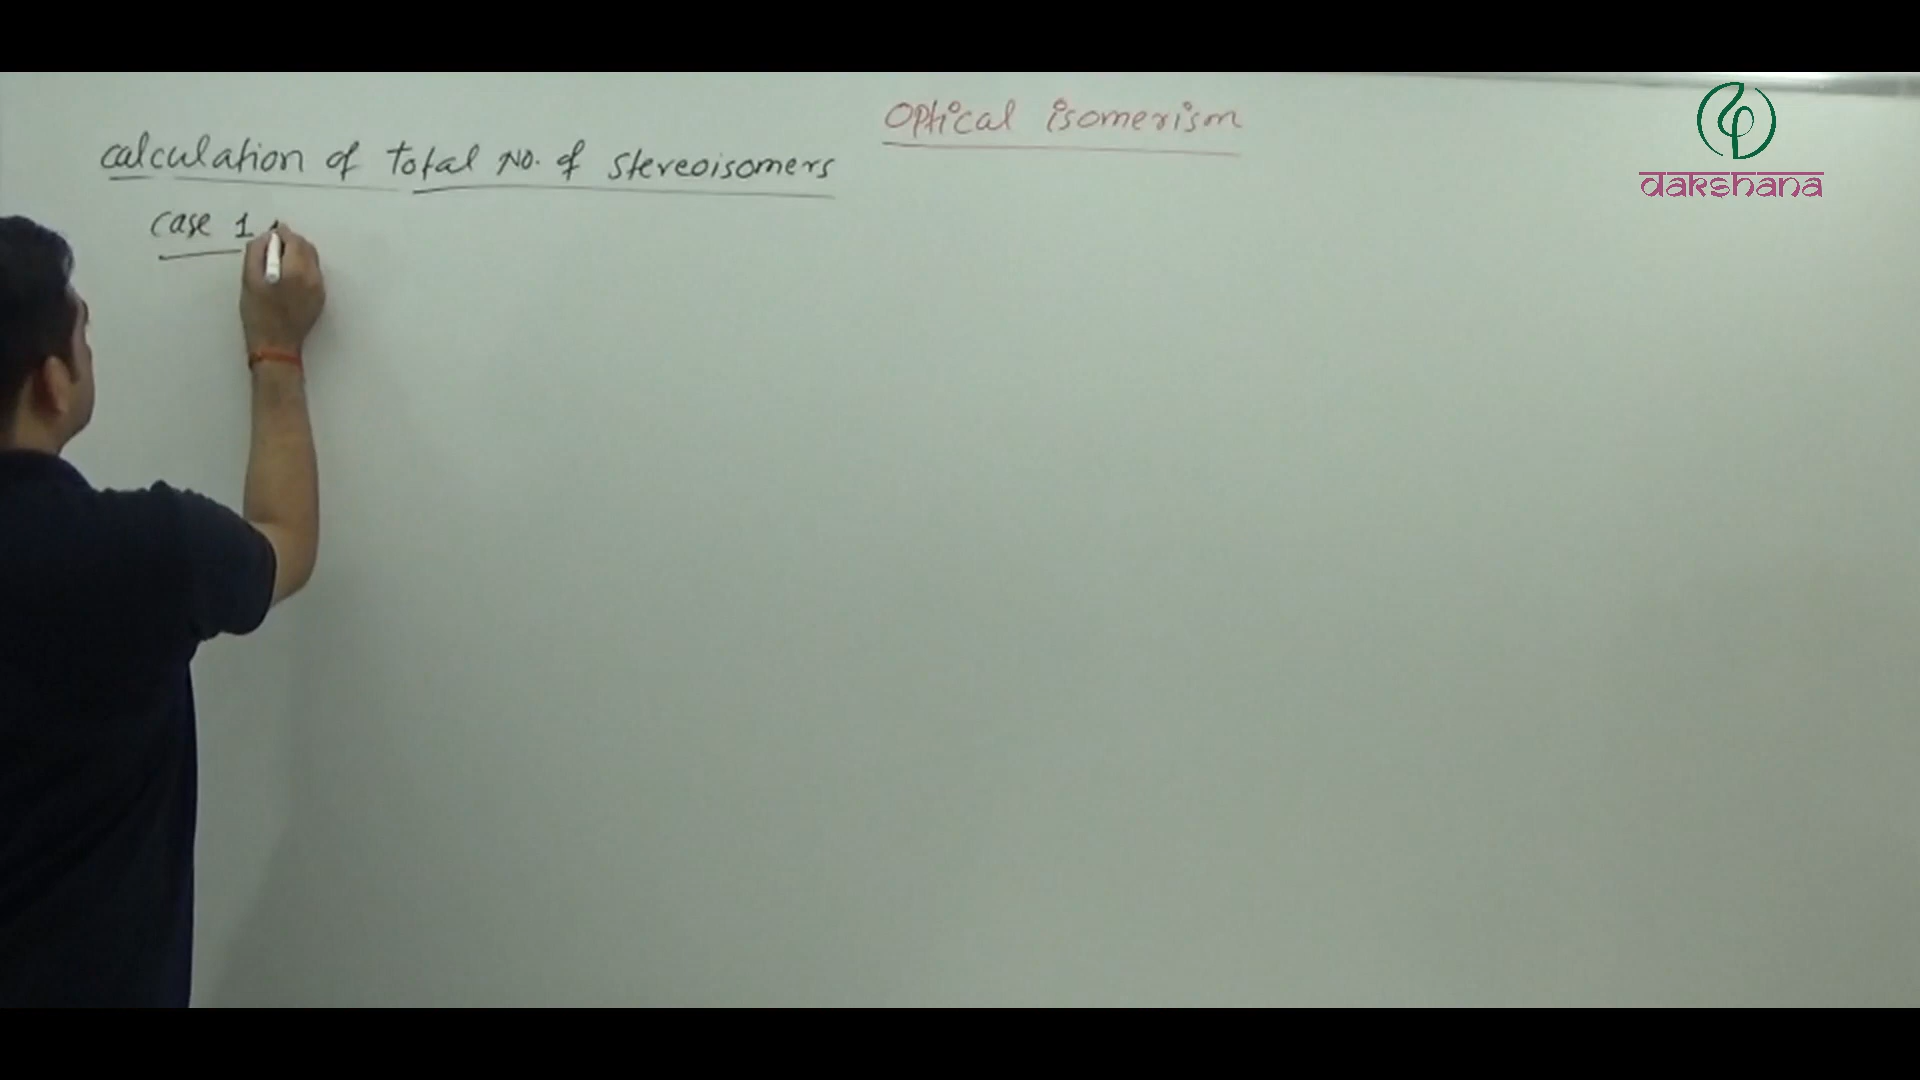 Optical isomerism
calculation of Total No. of stereoisomers
case 1
dakshana